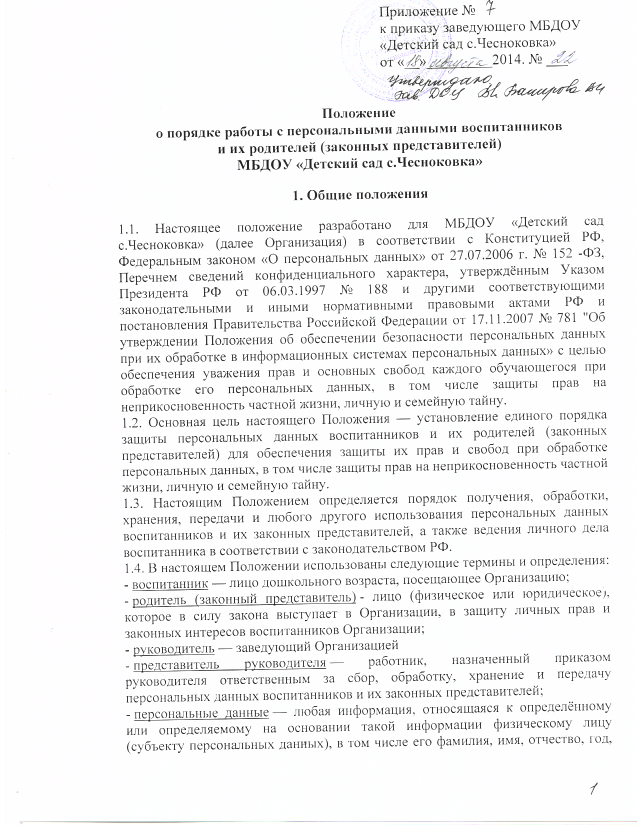 Приложение № 7
к приказу заведующего МБДОУ
«Детский сад с.Чесноковка»
от «18» августа 2014. № 22
Утверждаю
Зав. ДОУ Баширова
Положение
о порядке работы с персональными данными воспитанников
и их родителей (законных представителей)
МБДОУ «Детский сад с.Чесноковка»
1. Общие положения
1.1. Настоящее положение разработано для МБДОУ «Детский сад
с.Чесноковка» (далее Организация) в соответствии с Конституцией РФ,
Федеральным законом «О персональных данных» от 27.07.2006 г. № 152 -ФЗ,
Перечнем сведений конфиденциального характера, утверждённым Указом
Президента РФ от 06.03.1997 № 188 и другими соответствующими
законодательными и иными нормативными правовыми актами РФ и
постановления Правительства Российской Федерации от 17.11.2007 № 781 "Об
утверждении Положения об обеспечении безопасности персональных данных
при их обработке в информационных системах персональных данных» с целью
обеспечения уважения прав и основных свобод каждого обучающегося при
обработке его персональных данных, в том числе защиты прав на
неприкосновенность частной жизни, личную и семейную тайну.
1.2. Основная цель настоящего Положения — установление единого порядка
защиты персональных данных воспитанников и их родителей (законных
представителей) для обеспечения защиты их прав и свобод при обработке
персональных данных, в том числе защиты прав на неприкосновенность частной
жизни, личную и семейную тайну.
1.3. Настоящим Положением определяется порядок получения, обработки,
хранения, передачи и любого другого использования персональных данных
воспитанников и их законных представителей, а также ведения личного дела
воспитанника в соответствии с законодательством РФ.
1.4. В настоящем Положении использованы следующие термины и определения:
- воспитанник — лицо дошкольного возраста, посещающее Организацию;
- родитель (законный представитель) - лицо (физическое или юридическое),
которое в силу закона выступает в Организации, в защиту личных прав и
законных интересов воспитанников Организации;
- руководитель — заведующий Организацией
- представитель руководителя — работник, назначенный приказом
руководителя ответственным за сбор, обработку, хранение и передачу
персональных данных воспитанников и их законных представителей;
- персональные данные — любая информация, относящаяся к определённому
или определяемому на основании такой информации физическому лицу
(субъекту персональных данных), в том числе его фамилия, имя, отчество, год,
1